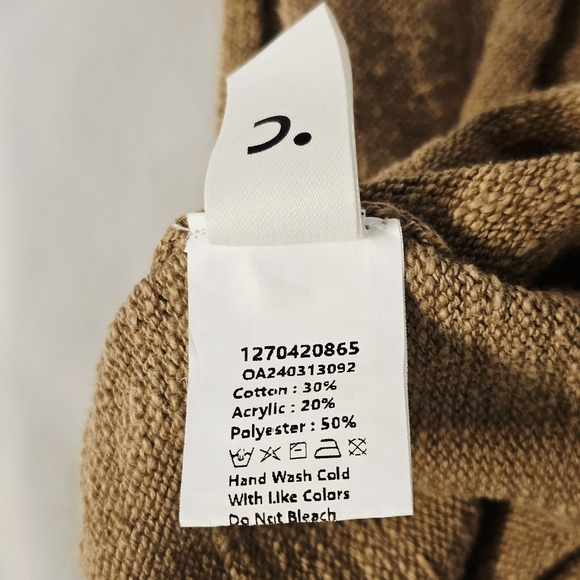 1270420865
OA240313092
Cotton : 30%
Acrylic : 20%
Polyester : 50%
Hand Wash Cold
With Like Colors
Do Not Bleach